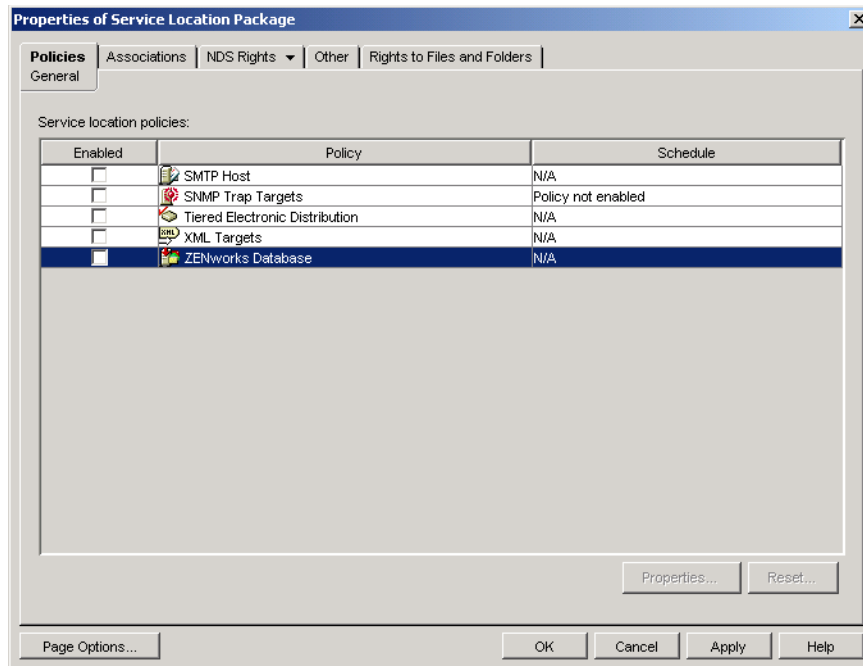 Properties of Service Location Package
Policies Associations NDS Rights Other Rights to Files and Folders
General
Service location policies:
Enabled Policy Schedule
SMTP Host N/A
SNMP Trap Targets Policy not enabled
Tiered Electronic Distribution N/A
XML XML Targets N/A
ZENworks Database N/A
Properties... Reset...
Page Options... OK Cancel Apply Help